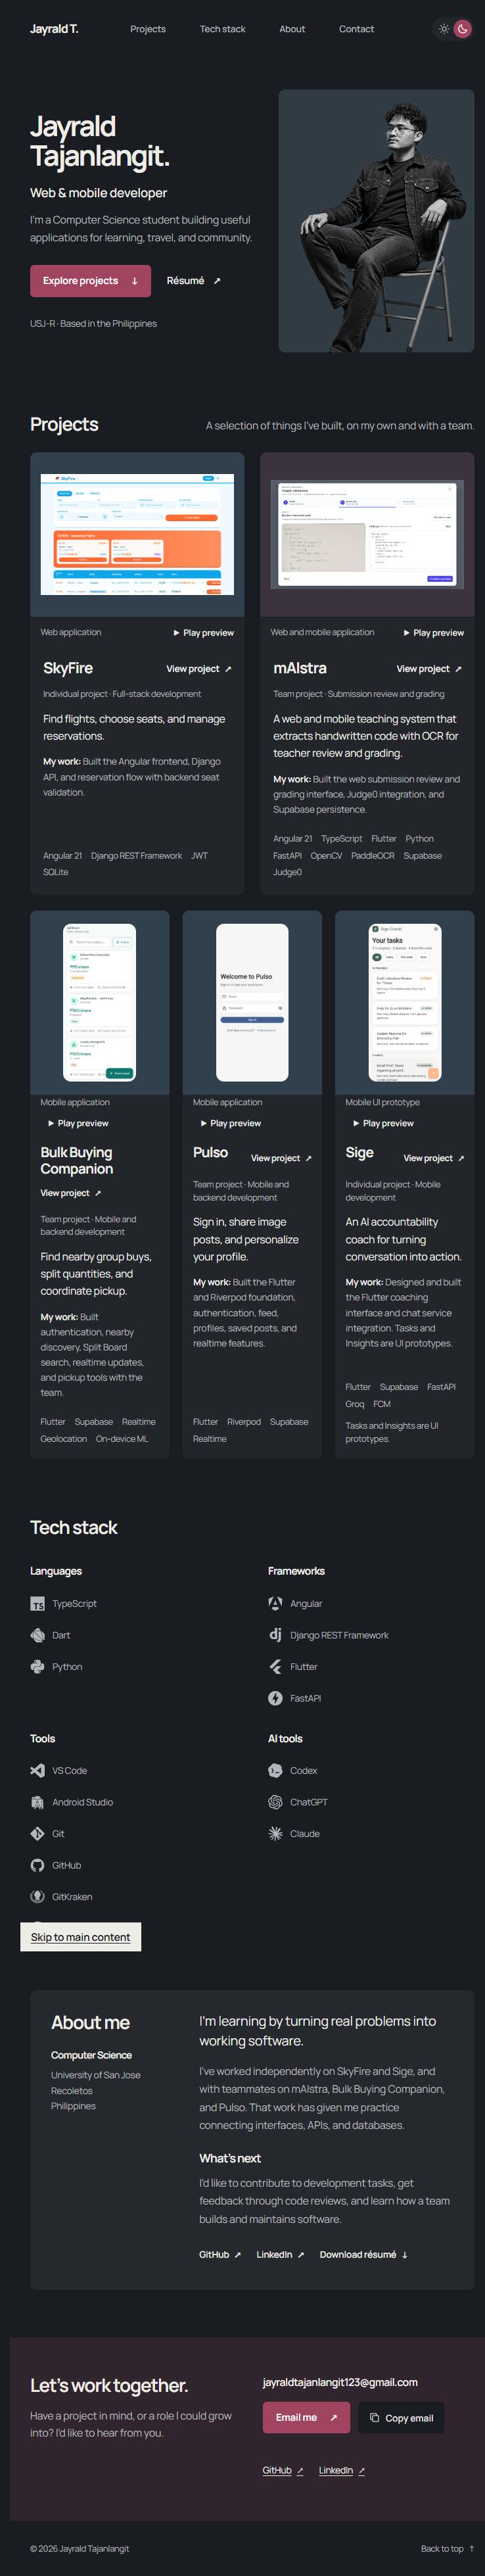 Jayrald T.
Projects
Tech stack
About
Contact
Jayrald
Tajanlangit.
Web & mobile developer
I'm a Computer Science student building useful
applications for learning, travel, and community.
Explore projects ↓
Résumé ↗
USJ-R · Based in the Philippines
Projects
A selection of things I've built, on my own and with a team.
SkyFire
Web application
▶ Play preview
SkyFire
View project ↗
Individual project · Full-stack development
Find flights, choose seats, and manage
reservations.
My work: Built the Angular frontend, Django
API, and reservation flow with backend seat
validation.
Angular 21 Django REST Framework JWT
SQLite
Web and mobile application
▶ Play preview
mAIstra
View project ↗
Team project · Submission review and grading
A web and mobile teaching system that
extracts handwritten code with OCR for
teacher review and grading.
My work: Built the web submission review and
grading interface, Judge0 integration, and
Supabase persistence.
Angular 21 TypeScript Flutter Python
FastAPI OpenCV PaddleOCR Supabase
Judge0
Mobile application
▶ Play preview
Bulk Buying
Companion
View project ↗
Team project · Mobile and
backend development
Find nearby group buys,
split quantities, and
coordinate pickup.
My work: Built
authentication, nearby
discovery, Split Board
search, realtime updates,
and pickup tools with the
team.
Flutter Supabase Realtime
Geolocation On-device ML
Welcome to Pulso
Mobile application
▶ Play preview
Pulso
View project ↗
Team project · Mobile and
backend development
Sign in, share image
posts, and personalize
your profile.
My work: Built the Flutter
and Riverpod foundation,
authentication, feed,
profiles, saved posts, and
realtime features.
Flutter Riverpod Supabase
Realtime
Sige Coach
Your tasks
Mobile UI prototype
▶ Play preview
Sige
View project ↗
Individual project · Mobile
development
An AI accountability
coach for turning
conversation into action.
My work: Designed and built
the Flutter coaching
interface and chat service
integration. Tasks and
Insights are UI prototypes.
Flutter Supabase FastAPI
Groq FCM
Tasks and Insights are UI
prototypes.
Tech stack
Languages
TS TypeScript
Dart
Python
Frameworks
Angular
dj Django REST Framework
Flutter
FastAPI
Tools
VS Code
Android Studio
Git
GitHub
GitKraken
AI tools
Codex
ChatGPT
Claude
Skip to main content
About me
Computer Science
University of San Jose
Recoletos
Philippines
I'm learning by turning real problems into
working software.
I've worked independently on SkyFire and Sige, and
with teammates on mAIstra, Bulk Buying Companion,
and Pulso. That work has given me practice
connecting interfaces, APIs, and databases.
What's next
I'd like to contribute to development tasks, get
feedback through code reviews, and learn how a team
builds and maintains software.
GitHub ↗ LinkedIn ↗ Download résumé ↓
Let's work together.
Have a project in mind, or a role I could grow
into? I'd like to hear from you.
jayraldtajanlangit123@gmail.com
Email me ↗
Copy email
GitHub ↗ LinkedIn ↗
© 2026 Jayrald Tajanlangit
Back to top ↑